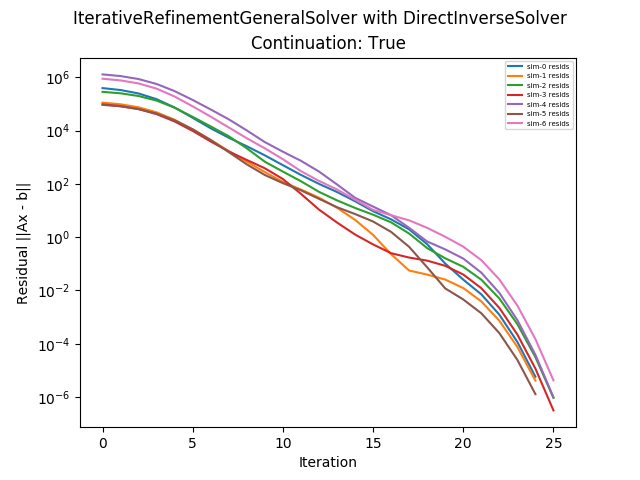 IterativeRefinementGeneralSolver with DirectInverseSolver
Continuation: True
Residual ||Ax - b||
10^6
10^4
10^2
10^0
10^−2
10^−4
10^−6
sim-0 resids
sim-1 resids
sim-2 resids
sim-3 resids
sim-4 resids
sim-5 resids
sim-6 resids
0 5 10 15 20 25
Iteration